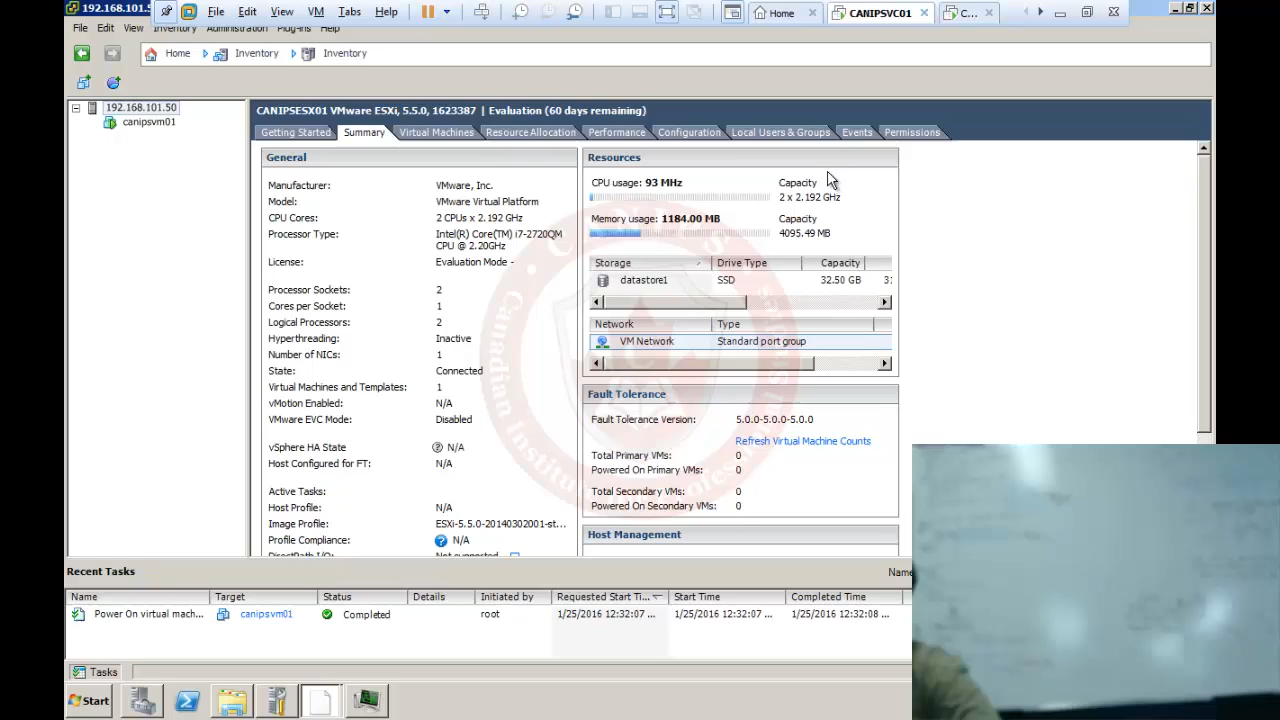 192.168.101.5
File Edit View VM Tabs Help
Home
CANIPSVC01
C...
File Edit View Inventory Administration Plug-ins Help
Home Inventory Inventory
192.168.101.50
canipsvm01
CANIPSESX01 VMware ESXi, 5.5.0, 1623387 | Evaluation (60 days remaining)
Getting Started Summary Virtual Machines Resource Allocation Performance Configuration Local Users & Groups Events Permissions
General
Manufacturer: VMware, Inc.
Model: VMware Virtual Platform
CPU Cores: 2 CPUs x 2.192 GHz
Processor Type: Intel(R) Core(TM) i7-2720QM
CPU @ 2.20GHz
License: Evaluation Mode -
Processor Sockets: 2
Cores per Socket: 1
Logical Processors: 2
Hyperthreading: Inactive
Number of NICs: 1
State: Connected
Virtual Machines and Templates: 1
vMotion Enabled: N/A
VMware EVC Mode: Disabled
vSphere HA State N/A
Host Configured for FT: N/A
Active Tasks:
Host Profile: N/A
Image Profile: ESXi-5.5.0-20140302001-st...
Profile Compliance: N/A
DirectPath I/O: Not supported
Resources
CPU usage: 93 MHz Capacity
2 x 2.192 GHz
Memory usage: 1184.00 MB Capacity
4095.49 MB
Storage Drive Type Capacity
datastore1 SSD 32.50 GB 31
Network Type
VM Network Standard port group
Fault Tolerance
Fault Tolerance Version: 5.0.0-5.0.0-5.0.0
Refresh Virtual Machine Counts
Total Primary VMs: 0
Powered On Primary VMs: 0
Total Secondary VMs: 0
Powered On Secondary VMs: 0
Host Management
Recent Tasks
Name
Name Target Status Details Initiated by Requested Start Ti... Start Time Completed Time
Power On virtual mach... canipsvm01 Completed root 1/25/2016 12:32:07 ... 1/25/2016 12:32:07 ... 1/25/2016 12:32:08 ...
Tasks
Start